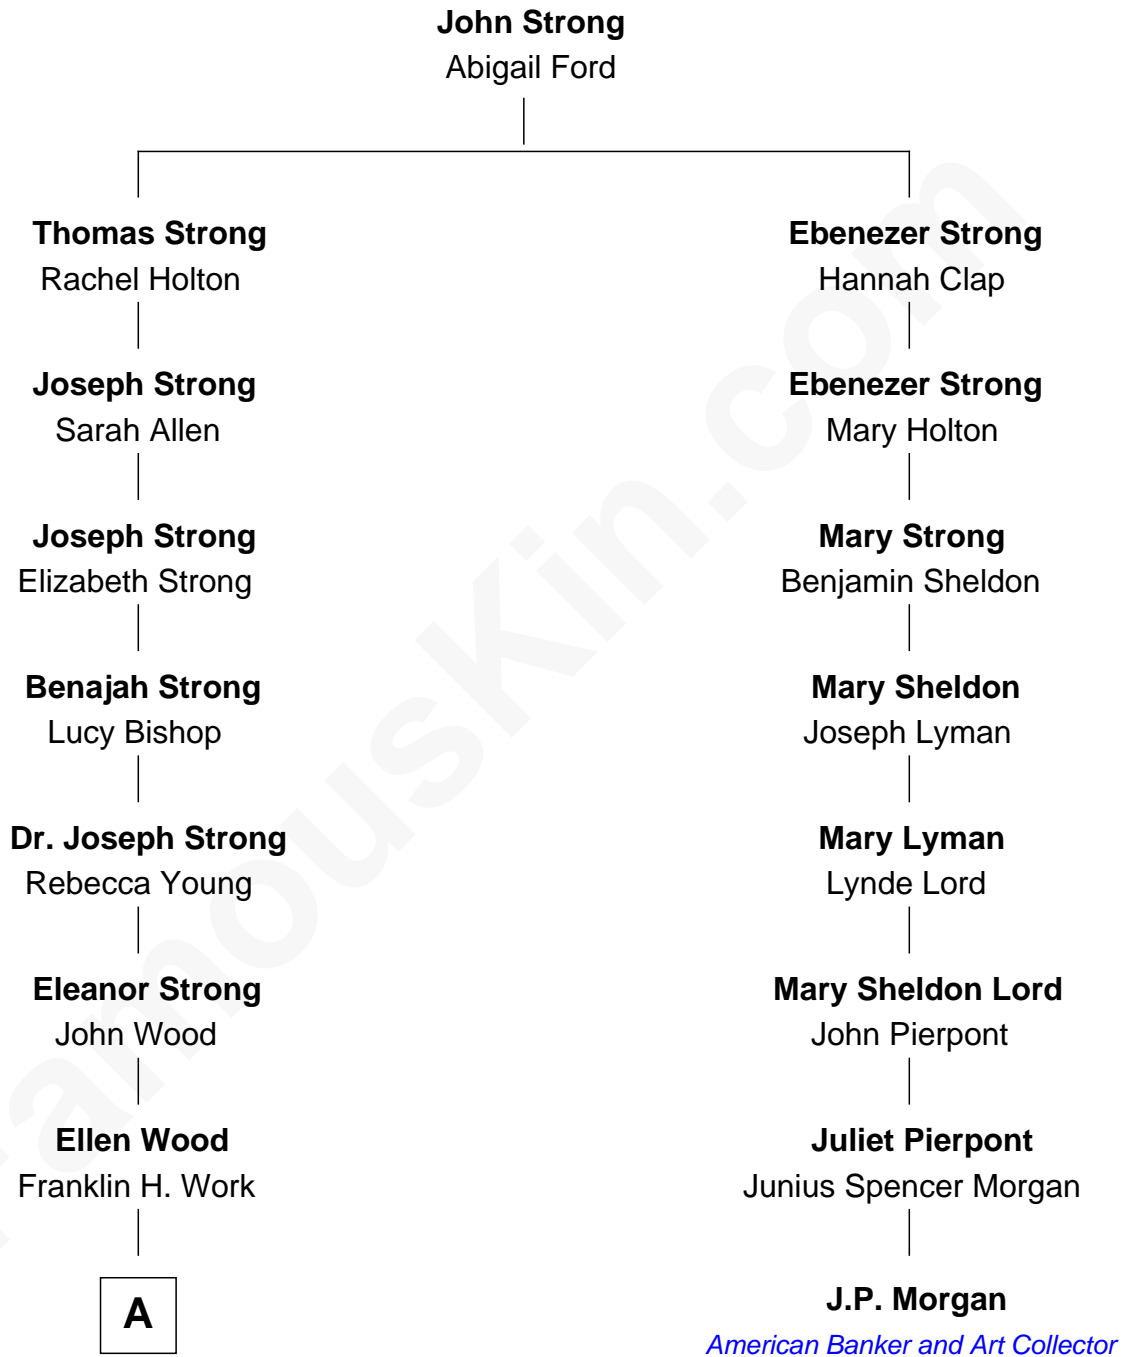 John Strong
Abigail Ford
Thomas Strong
Rachel Holton
Ebenezer Strong
Hannah Clap
Joseph Strong
Sarah Allen
Ebenezer Strong
Mary Holton
Joseph Strong
Elizabeth Strong
Mary Strong
Benjamin Sheldon
Benajah Strong
Lucy Bishop
Mary Sheldon
Joseph Lyman
Dr. Joseph Strong
Rebecca Young
Mary Lyman
Lynde Lord
Eleanor Strong
John Wood
Mary Sheldon Lord
John Pierpont
Ellen Wood
Franklin H. Work
Juliet Pierpont
Junius Spencer Morgan
A
J.P. Morgan
American Banker and Art Collector
FamousKin.com